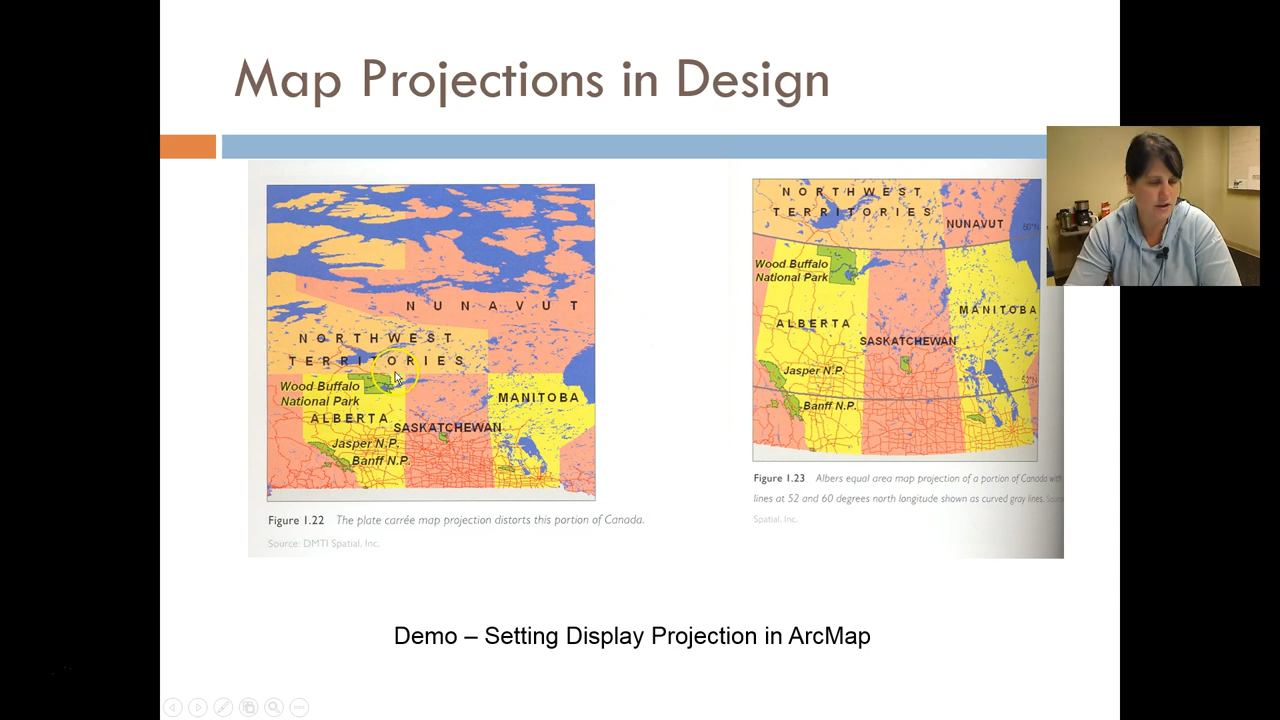 Map Projections in Design
NUNAVUT
NORTHWEST
TERRITORIES
Wood Buffalo
National Park
ALBERTA
MANITOBA
SASKATCHEWAN
Jasper N.P.
Banff N.P.
Figure 1.22 The plate carrée map projection distorts this portion of Canada.
Source: DMTI Spatial, Inc.
NORTHWEST
TERRITORIES
NUNAVUT
60°N
Wood Buffalo
National Park
MANITOBA
ALBERTA
SASKATCHEWAN
Jasper N.P.
52°N
Banff N.P.
Figure 1.23 Albers equal area map projection of a portion of Canada with
lines at 52 and 60 degrees north longitude shown as curved gray lines.
Spatial, Inc.
Demo – Setting Display Projection in ArcMap